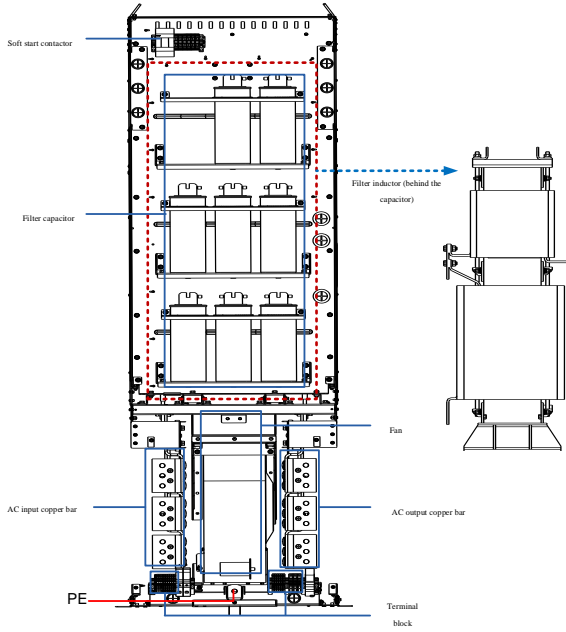 Soft start contactor
Filter inductor (behind the
capacitor)
Filter capacitor
Fan
AC input copper bar
AC output copper bar
PE
Terminal
block